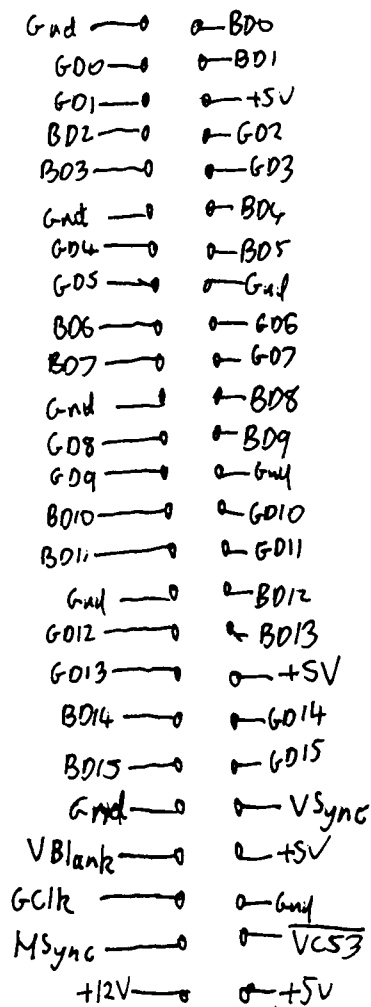 Gnd BD0
GD0 BD1
GD1 +5V
BD2 GD2
BD3 GD3
Gnd BD4
GD4 BD5
GD5 Gnd
BD6 GD6
BD7 GD7
Gnd BD8
GD8 BD9
GD9 Gnd
BD10 GD10
BD11 GD11
Gnd BD12
GD12 BD13
GD13 +5V
BD14 GD14
BD15 GD15
Gnd VSync
VBlank +5V
GClk Gnd
MSync VC53
+12V +5V